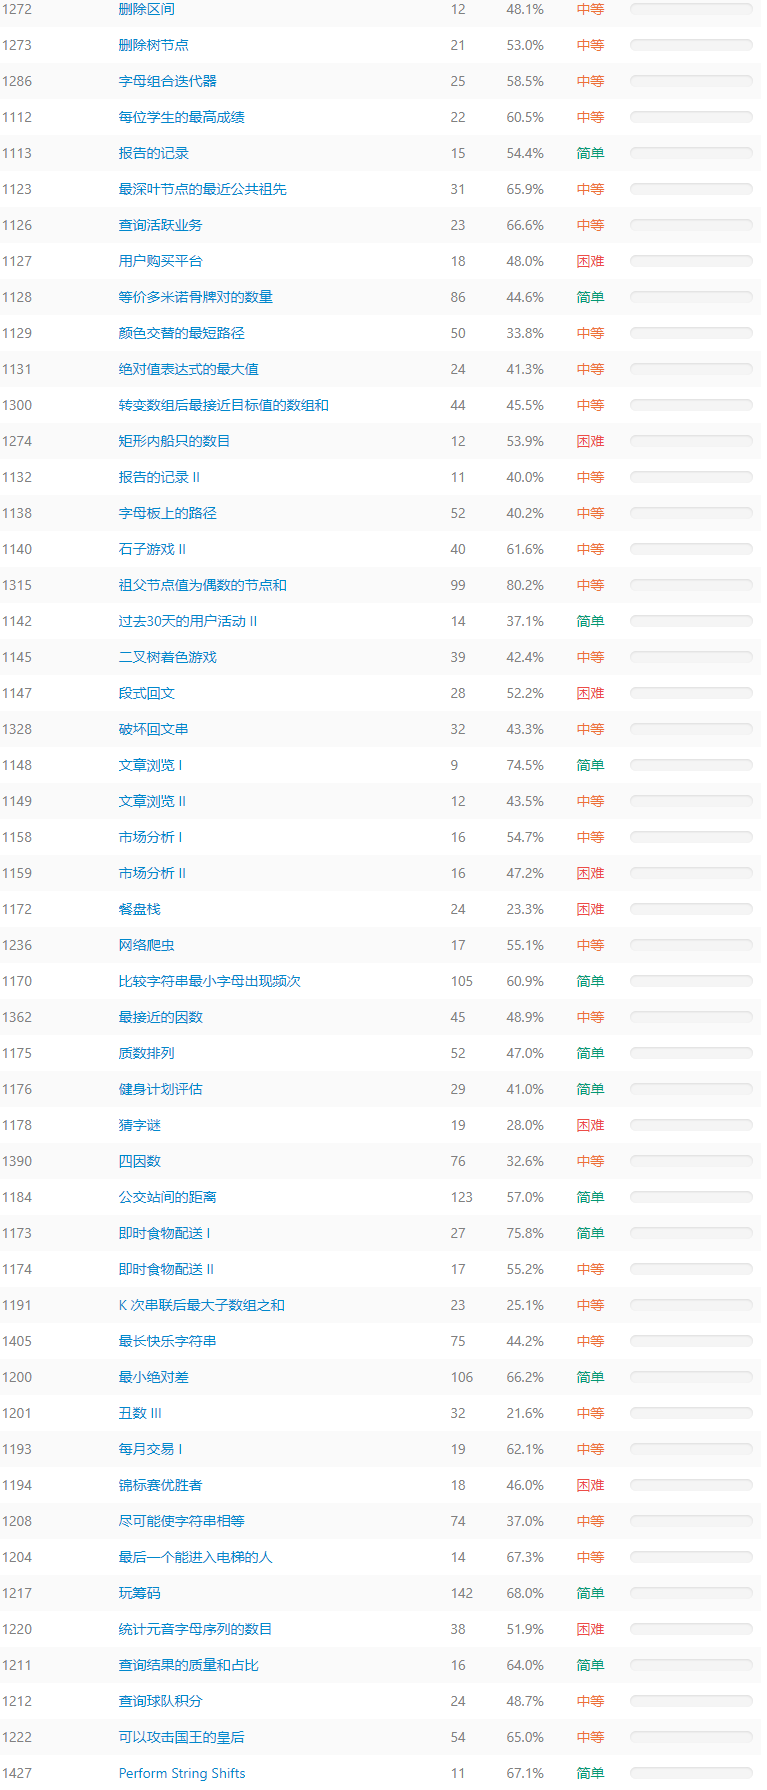 1272 删除区间 12 48.1% 中等
1273 删除树节点 21 53.0% 中等
1286 字母组合迭代器 25 58.5% 中等
1112 每位学生的最高成绩 22 60.5% 中等
1113 报告的记录 15 54.4% 简单
1123 最深叶节点的最近公共祖先 31 65.9% 中等
1126 查询活跃业务 23 66.6% 中等
1127 用户购买平台 18 48.0% 困难
1128 等价多米诺骨牌对的数量 86 44.6% 简单
1129 颜色交替的最短路径 50 33.8% 中等
1131 绝对值表达式的最大值 24 41.3% 中等
1300 转变数组后最接近目标值的数组和 44 45.5% 中等
1274 矩形内船只的数目 12 53.9% 困难
1132 报告的记录 II 11 40.0% 中等
1138 字母板上的路径 52 40.2% 中等
1140 石子游戏 II 40 61.6% 中等
1315 祖父节点值为偶数的节点和 99 80.2% 中等
1142 过去30天的用户活动 II 14 37.1% 简单
1145 二叉树着色游戏 39 42.4% 中等
1147 段式回文 28 52.2% 困难
1328 破坏回文串 32 43.3% 中等
1148 文章浏览 I 9 74.5% 简单
1149 文章浏览 II 12 43.5% 中等
1158 市场分析 I 16 54.7% 中等
1159 市场分析 II 16 47.2% 困难
1172 餐盘栈 24 23.3% 困难
1236 网络爬虫 17 55.1% 中等
1170 比较字符串最小字母出现频次 105 60.9% 简单
1362 最接近的因数 45 48.9% 中等
1175 质数排列 52 47.0% 简单
1176 健身计划评估 29 41.0% 简单
1178 猜字谜 19 28.0% 困难
1390 四因数 76 32.6% 中等
1184 公交站间的距离 123 57.0% 简单
1173 即时食物配送 I 27 75.8% 简单
1174 即时食物配送 II 17 55.2% 中等
1191 K 次串联后最大子数组之和 23 25.1% 中等
1405 最长快乐字符串 75 44.2% 中等
1200 最小绝对差 106 66.2% 简单
1201 丑数 III 32 21.6% 中等
1193 每月交易 I 19 62.1% 中等
1194 锦标赛优胜者 18 46.0% 困难
1208 尽可能使字符串相等 74 37.0% 中等
1204 最后一个能进入电梯的人 14 67.3% 中等
1217 玩筹码 142 68.0% 简单
1220 统计元音字母序列的数目 38 51.9% 困难
1211 查询结果的质量和占比 16 64.0% 简单
1212 查询球队积分 24 48.7% 中等
1222 可以攻击国王的皇后 54 65.0% 中等
1427 Perform String Shifts 11 67.1% 简单